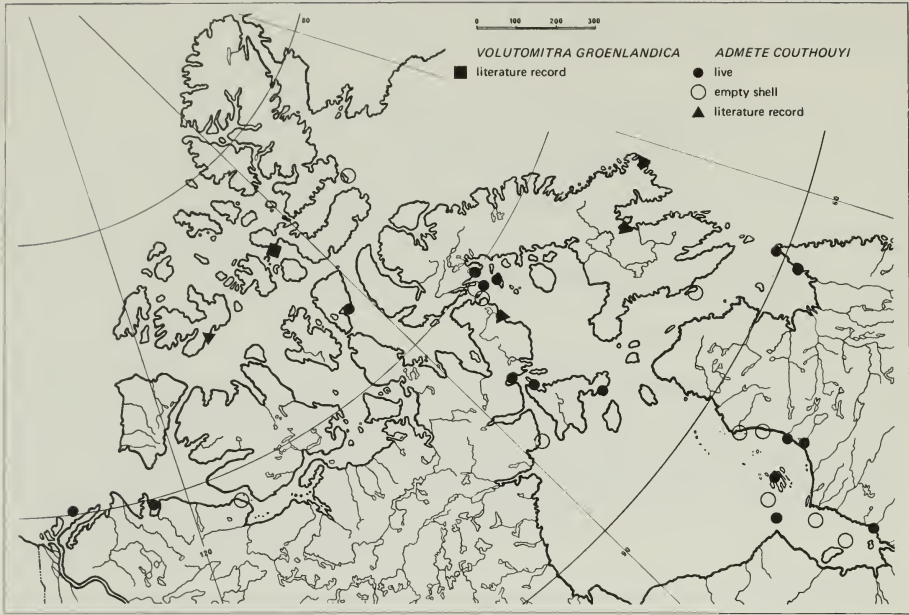 80
0 100 200 300
VOLUTOMITRA GROENLANDICA
literature record
ADMETE COUTHOUYI
live
empty shell
literature record
60
120
90